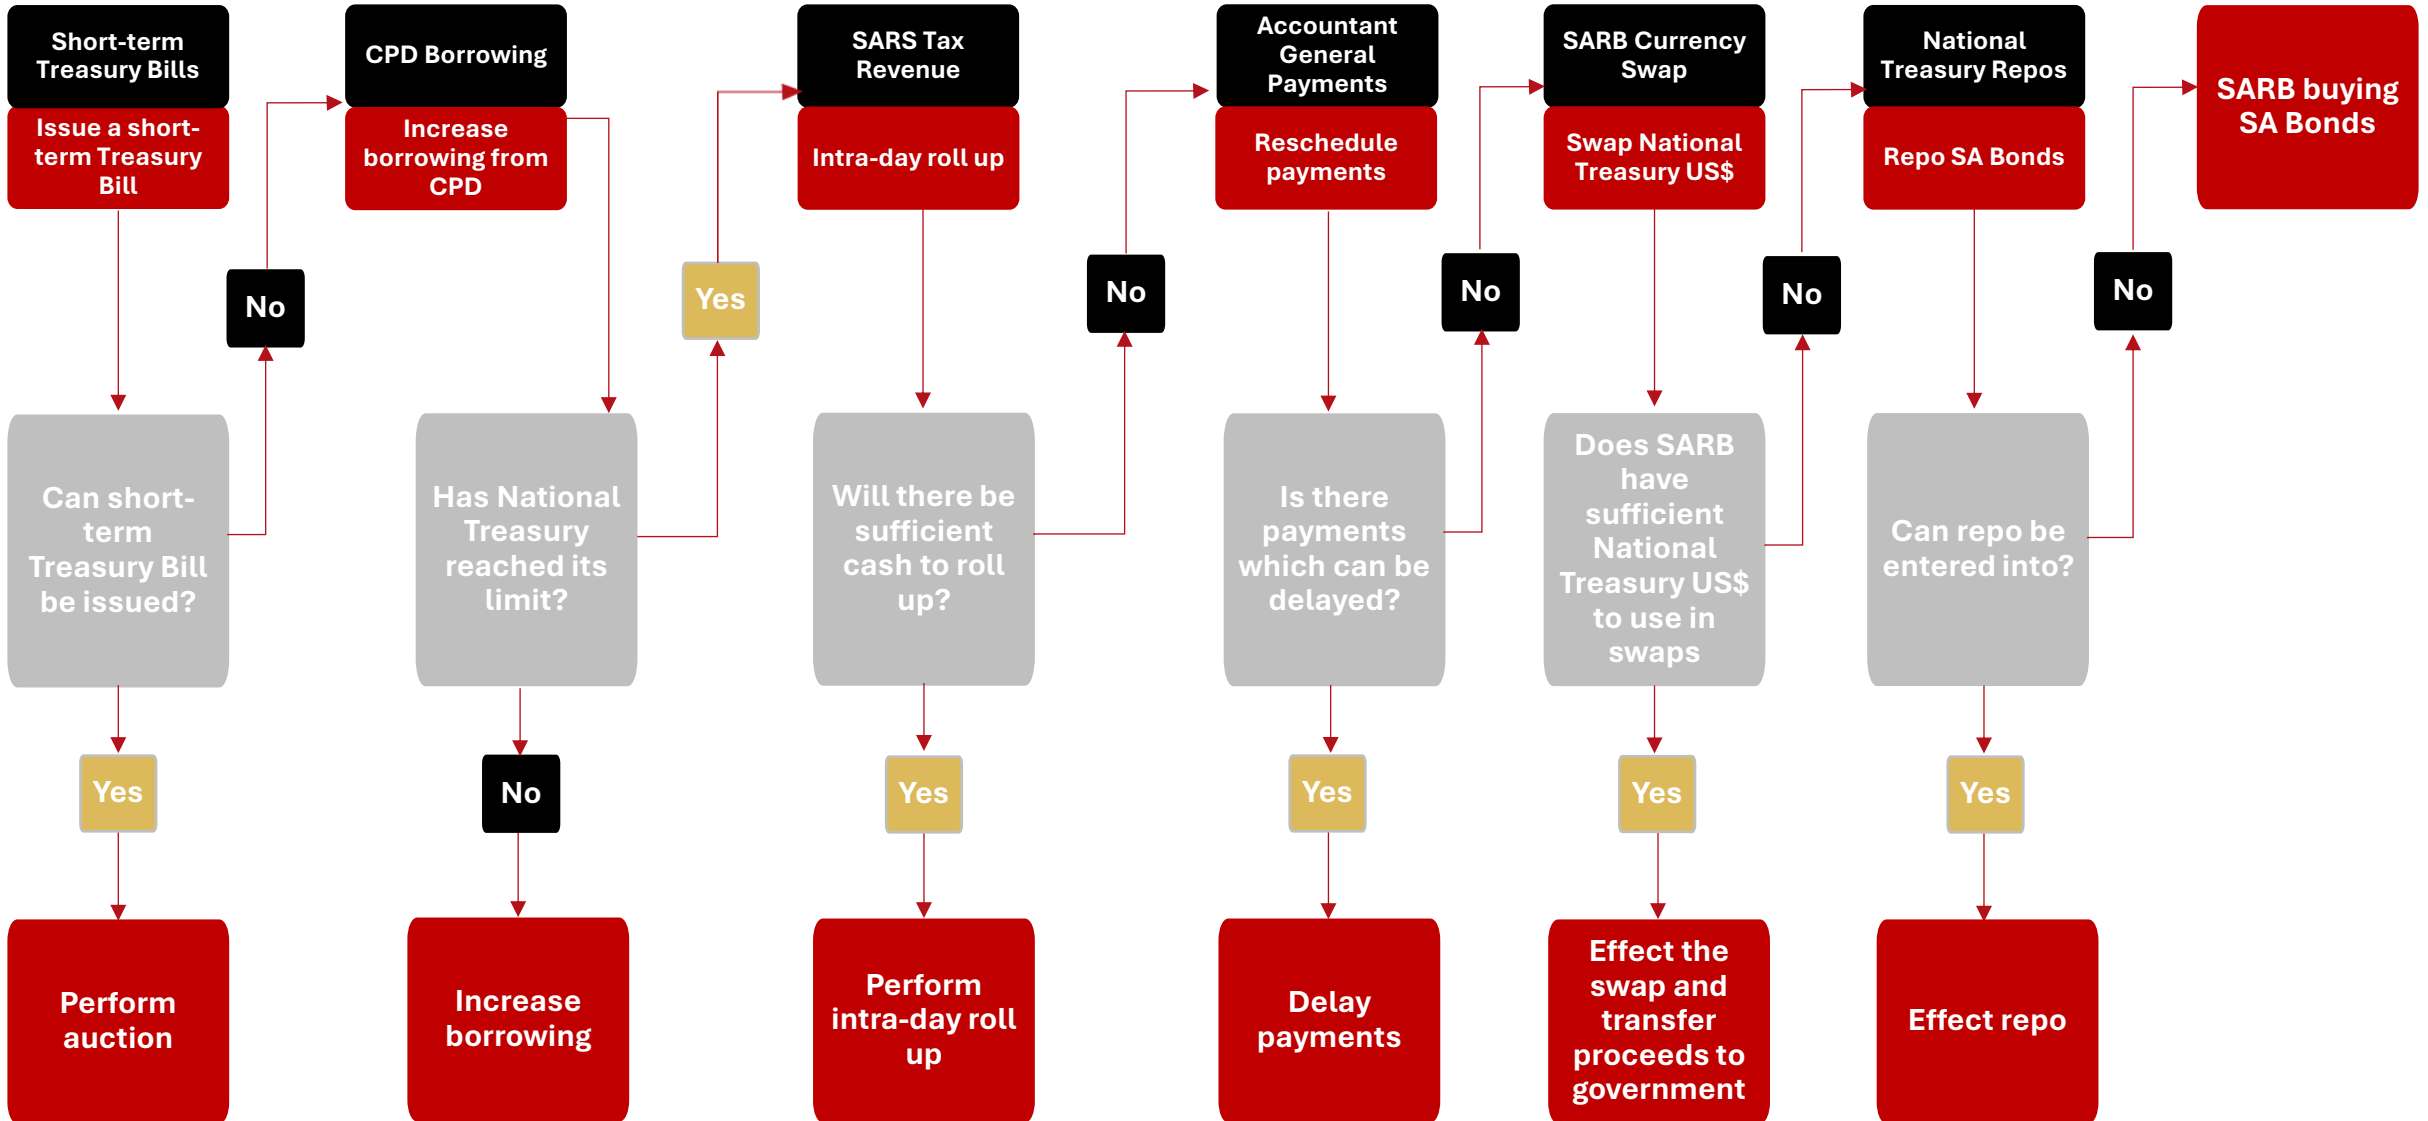 Short-term
Treasury Bills
Issue a short-
term Treasury
Bill
CPD Borrowing
Increase
borrowing from
CPD
SARS Tax
Revenue
Intra-day roll up
Accountant
General
Payments
Reschedule
payments
SARB Currency
Swap
Swap National
Treasury US$
National
Treasury Repos
Repo SA Bonds
SARB buying
SA Bonds
No
Yes
No
No
No
No
Can short-
term
Treasury Bill
be issued?
Has National
Treasury
reached its
limit?
Will there be
sufficient
cash to roll
up?
Is there
payments
which can be
delayed?
Does SARB
have
sufficient
National
Treasury US$
to use in
swaps
Can repo be
entered into?
Yes
No
Yes
Yes
Yes
Yes
Perform
auction
Increase
borrowing
Perform
intra-day roll
up
Delay
payments
Effect the
swap and
transfer
proceeds to
government
Effect repo